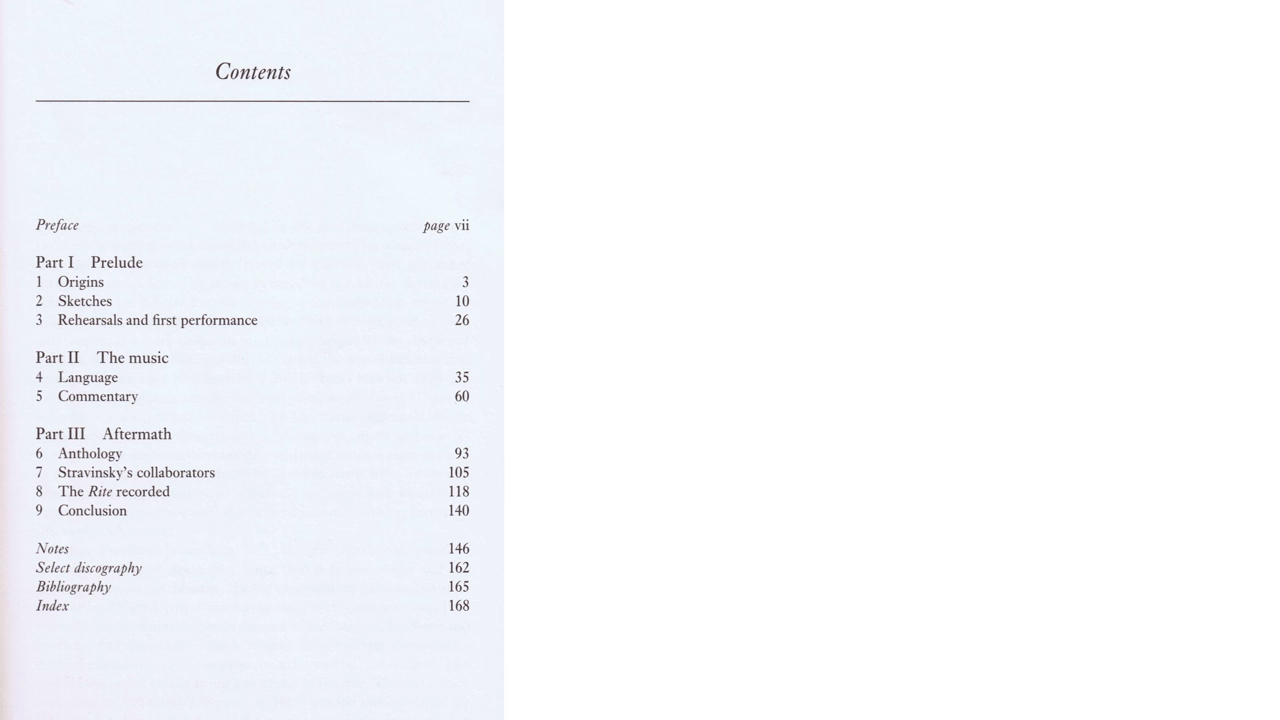 Contents
Preface page vii
Part I Prelude
1 Origins 3
2 Sketches 10
3 Rehearsals and first performance 26
Part II The music
4 Language 35
5 Commentary 60
Part III Aftermath
6 Anthology 93
7 Stravinsky's collaborators 105
8 The Rite recorded 118
9 Conclusion 140
Notes 146
Select discography 162
Bibliography 165
Index 168